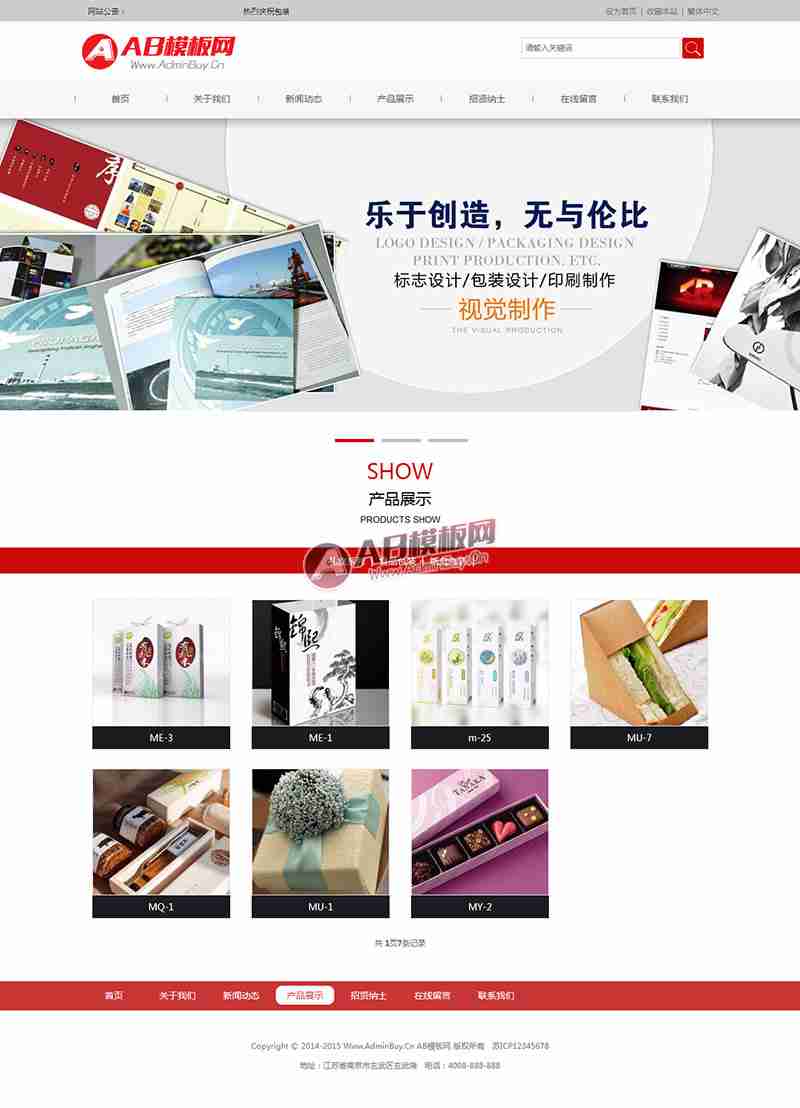 网站公告：
热烈庆祝包装
设为首页 | 收藏本站 | 繁体中文
AB模板网
Www.AdminBuy.Cn
请输入关键词
首页
关于我们
新闻动态
产品展示
招贤纳士
在线留言
联系我们
乐于创造，无与伦比
LOGO DESIGN / PACKAGING DESIGN
PRINT PRODUCTION, ETC.
标志设计/包装设计/印刷制作
视觉制作
THE VISUAL PRODUCTION
SHOW
产品展示
PRODUCTS SHOW
AB模板网
Www.AdminBuy.Cn
锦熙
TANAKA
ME-3
ME-1
m-25
MU-7
MQ-1
MU-1
MY-2
共 1页7条记录
首页
关于我们
新闻动态
产品展示
招贤纳士
在线留言
联系我们
Copyright © 2014-2015 Www.AdminBuy.Cn AB模板网 版权所有 苏ICP12345678
地址：江苏省南京市玄武区玄武湖 电话：4008-888-888